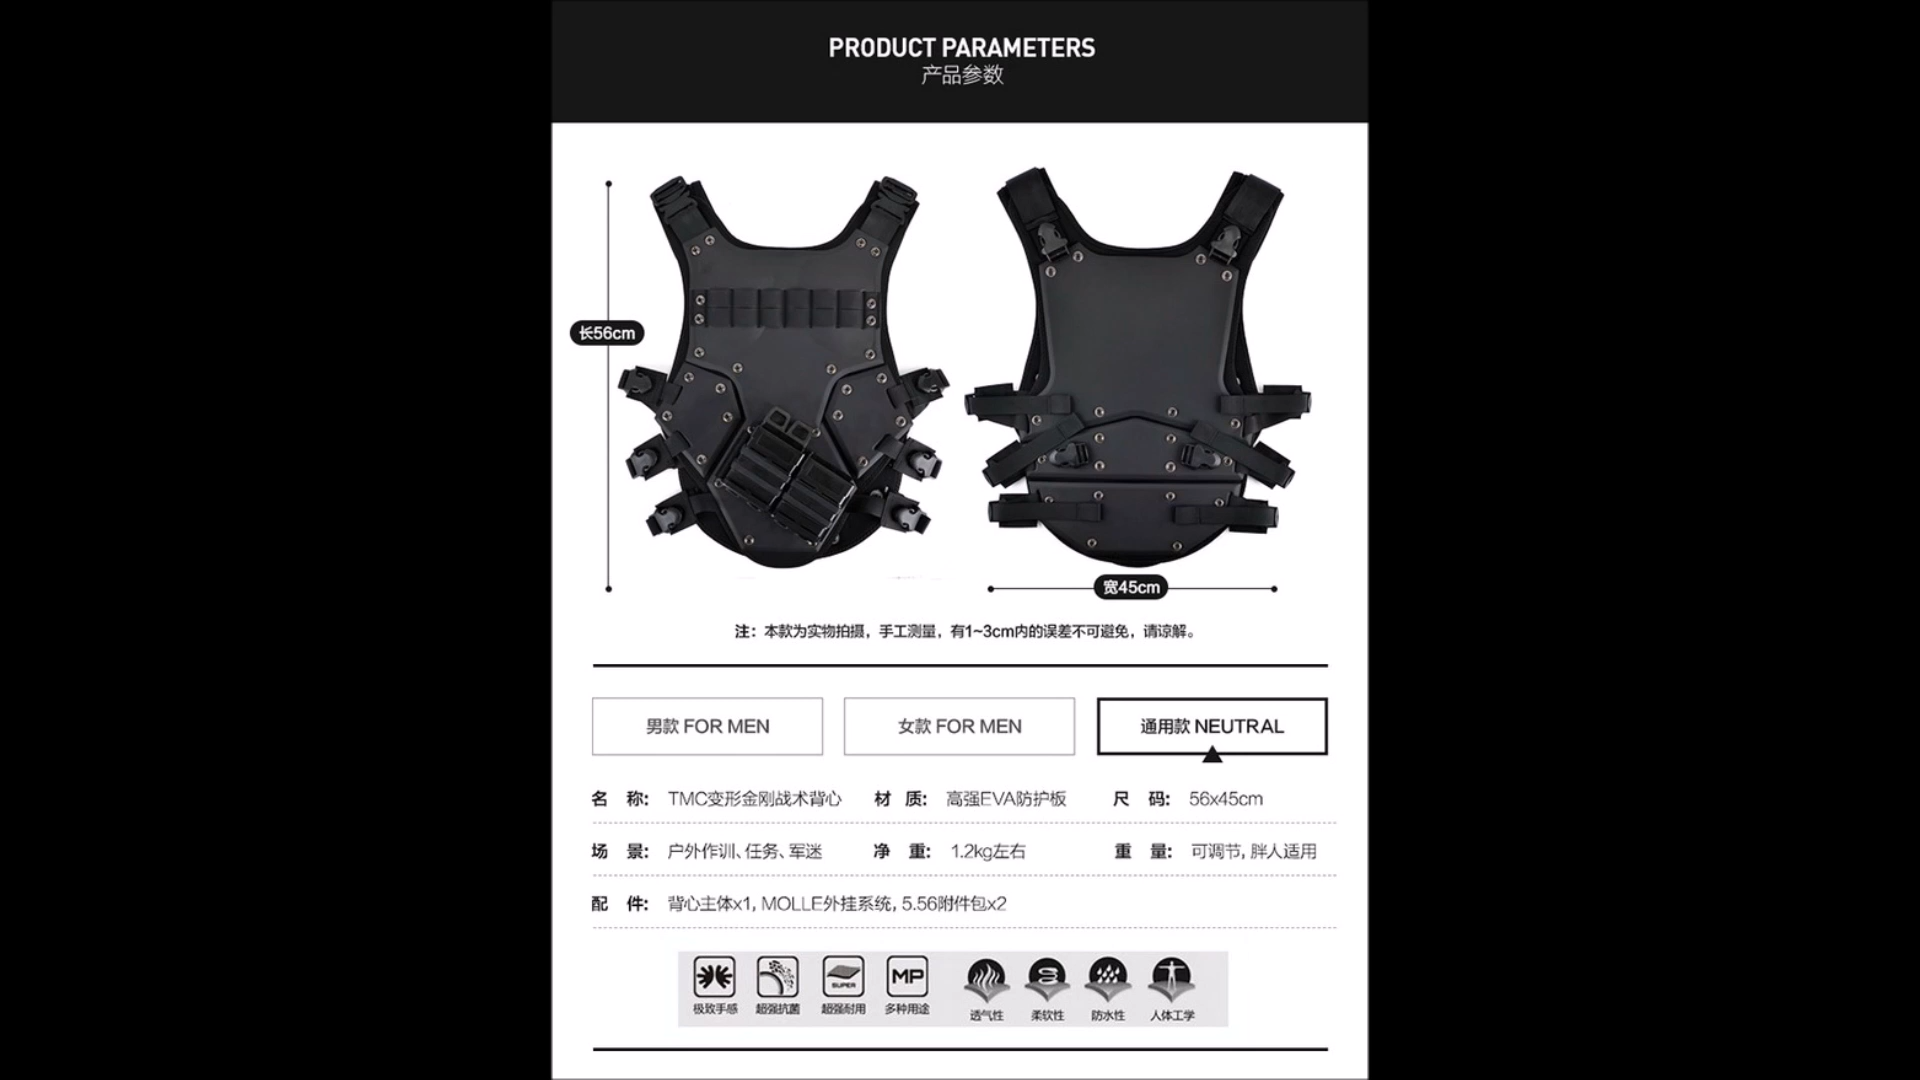 PRODUCT PARAMETERS
产品参数
长56cm
宽45cm
注：本款为实物拍摄，手工测量，有1~3cm内的误差不可避免，请谅解。
男款 FOR MEN
女款 FOR MEN
通用款 NEUTRAL
名 称： TMC变形金刚战术背心 材 质： 高强EVA防护板 尺 码： 56x45cm
场 景： 户外作训、任务、军迷 净 重： 1.2kg左右 重 量： 可调节, 胖人适用
配 件： 背心主体x1, MOLLE外挂系统, 5.56附件包x2
SUPER
MP
极致手感 超强抗菌 超强耐用 多种用途 透气性 柔软性 防水性 人体工学